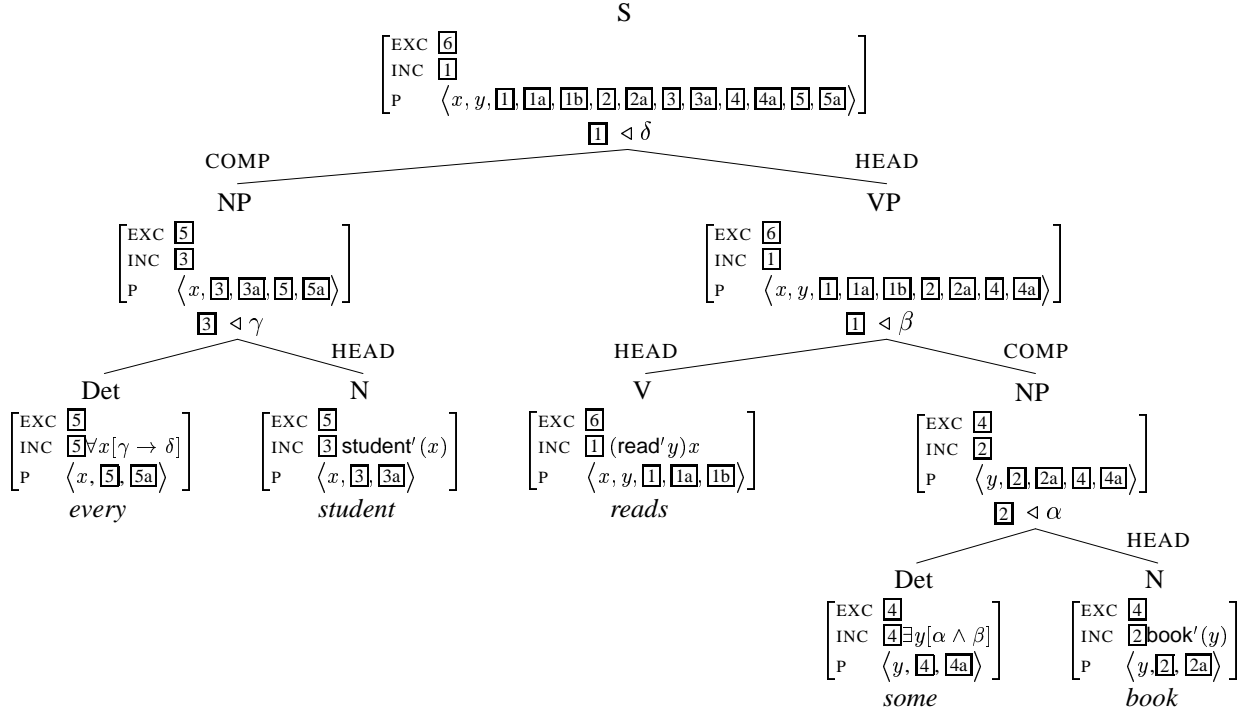 S
EXC 6
INC 1
P ⟨x, y, 1, 1a, 1b, 2, 2a, 3, 3a, 4, 4a, 5, 5a⟩
1 ◁ δ
COMP HEAD
NP VP
EXC 5 EXC 6
INC 3 INC 1
P ⟨x, 3, 3a, 5, 5a⟩ P ⟨x, y, 1, 1a, 1b, 2, 2a, 4, 4a⟩
3 ◁ γ 1 ◁ β
HEAD HEAD COMP
Det N V NP
EXC 5 EXC 5 EXC 6 EXC 4
INC 5∀x[γ → δ] INC 3 student′(x) INC 1 (read′y)x INC 2
P ⟨x, 5, 5a⟩ P ⟨x, 3, 3a⟩ P ⟨x, y, 1, 1a, 1b⟩ P ⟨y, 2, 2a, 4, 4a⟩
every student reads 2 ◁ α
HEAD
Det N
EXC 4 EXC 4
INC 4∃y[α ∧ β] INC 2book′(y)
P ⟨y, 4, 4a⟩ P ⟨y, 2, 2a⟩
some book